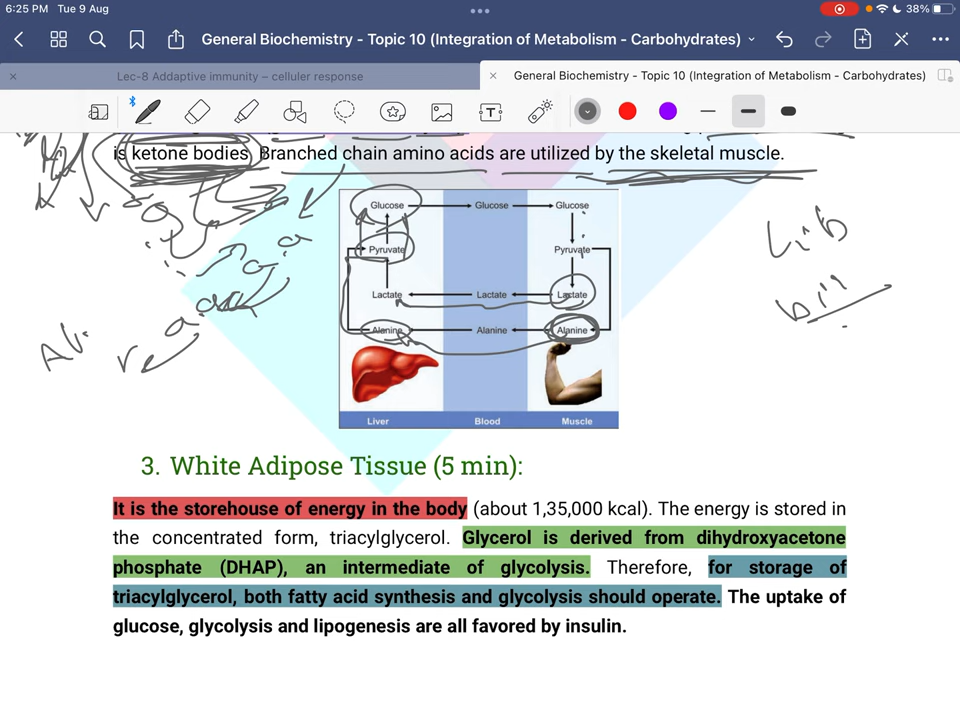 6:25 PM Tue 9 Aug
38%
General Biochemistry - Topic 10 (Integration of Metabolism - Carbohydrates)
Lec-8 Addaptive immunity – celluler response
General Biochemistry - Topic 10 (Integration of Metabolism - Carbohydrates)
is ketone bodies. Branched chain amino acids are utilized by the skeletal muscle.
Glucose Glucose Glucose
Pyruvate Pyruvate
Lactate Lactate Lactate
Alanine Alanine Alanine
Liver Blood Muscle
3. White Adipose Tissue (5 min):
It is the storehouse of energy in the body (about 1,35,000 kcal). The energy is stored in
the concentrated form, triacylglycerol. Glycerol is derived from dihydroxyacetone
phosphate (DHAP), an intermediate of glycolysis. Therefore, for storage of
triacylglycerol, both fatty acid synthesis and glycolysis should operate. The uptake of
glucose, glycolysis and lipogenesis are all favored by insulin.